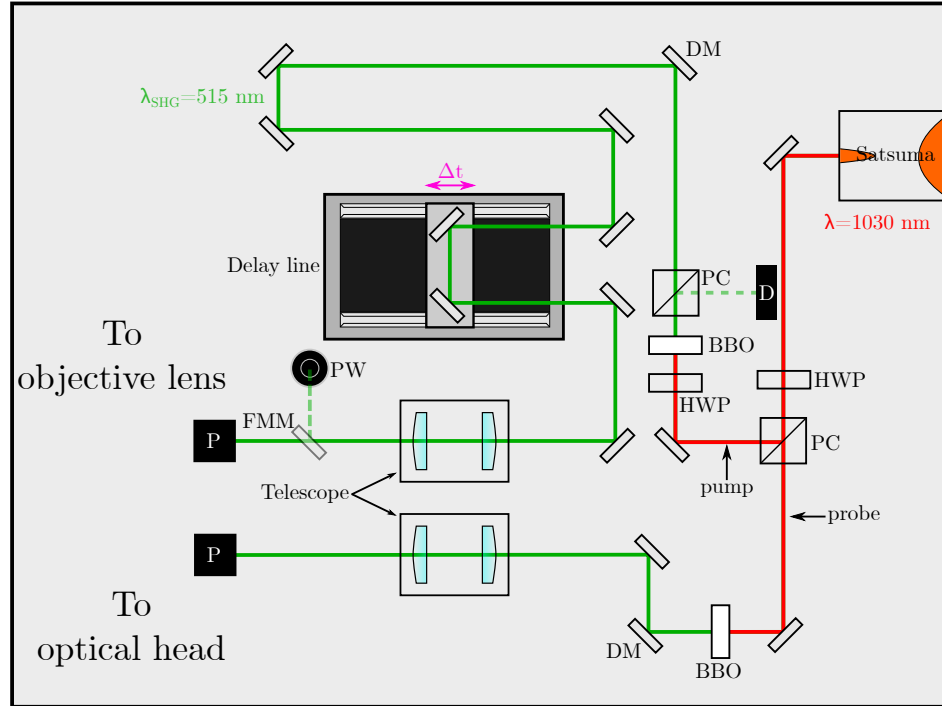 DM
λSHG=515 nm
Satsuma
Δt
λ=1030 nm
Delay line
PC
D
BBO
To
objective lens
PW
HWP
HWP
FMM
P
PC
pump
Telescope
probe
P
To
optical head
DM
BBO